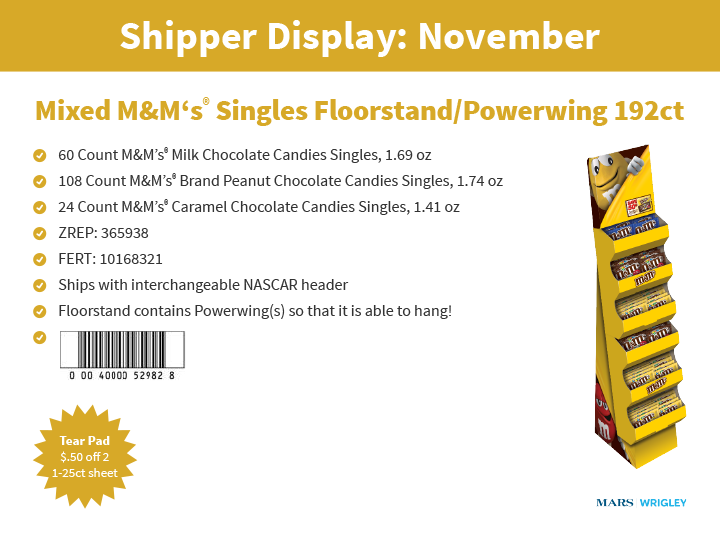 Shipper Display: November
Mixed M&M‘s® Singles Floorstand/Powerwing 192ct
60 Count M&M’s® Milk Chocolate Candies Singles, 1.69 oz
108 Count M&M’s® Brand Peanut Chocolate Candies Singles, 1.74 oz
24 Count M&M’s® Caramel Chocolate Candies Singles, 1.41 oz
ZREP: 365938
FERT: 10168321
Ships with interchangeable NASCAR header
Floorstand contains Powerwing(s) so that it is able to hang!
0 00 40000 52982 8
Tear Pad
$.50 off 2
1-25ct sheet
MARS WRIGLEY